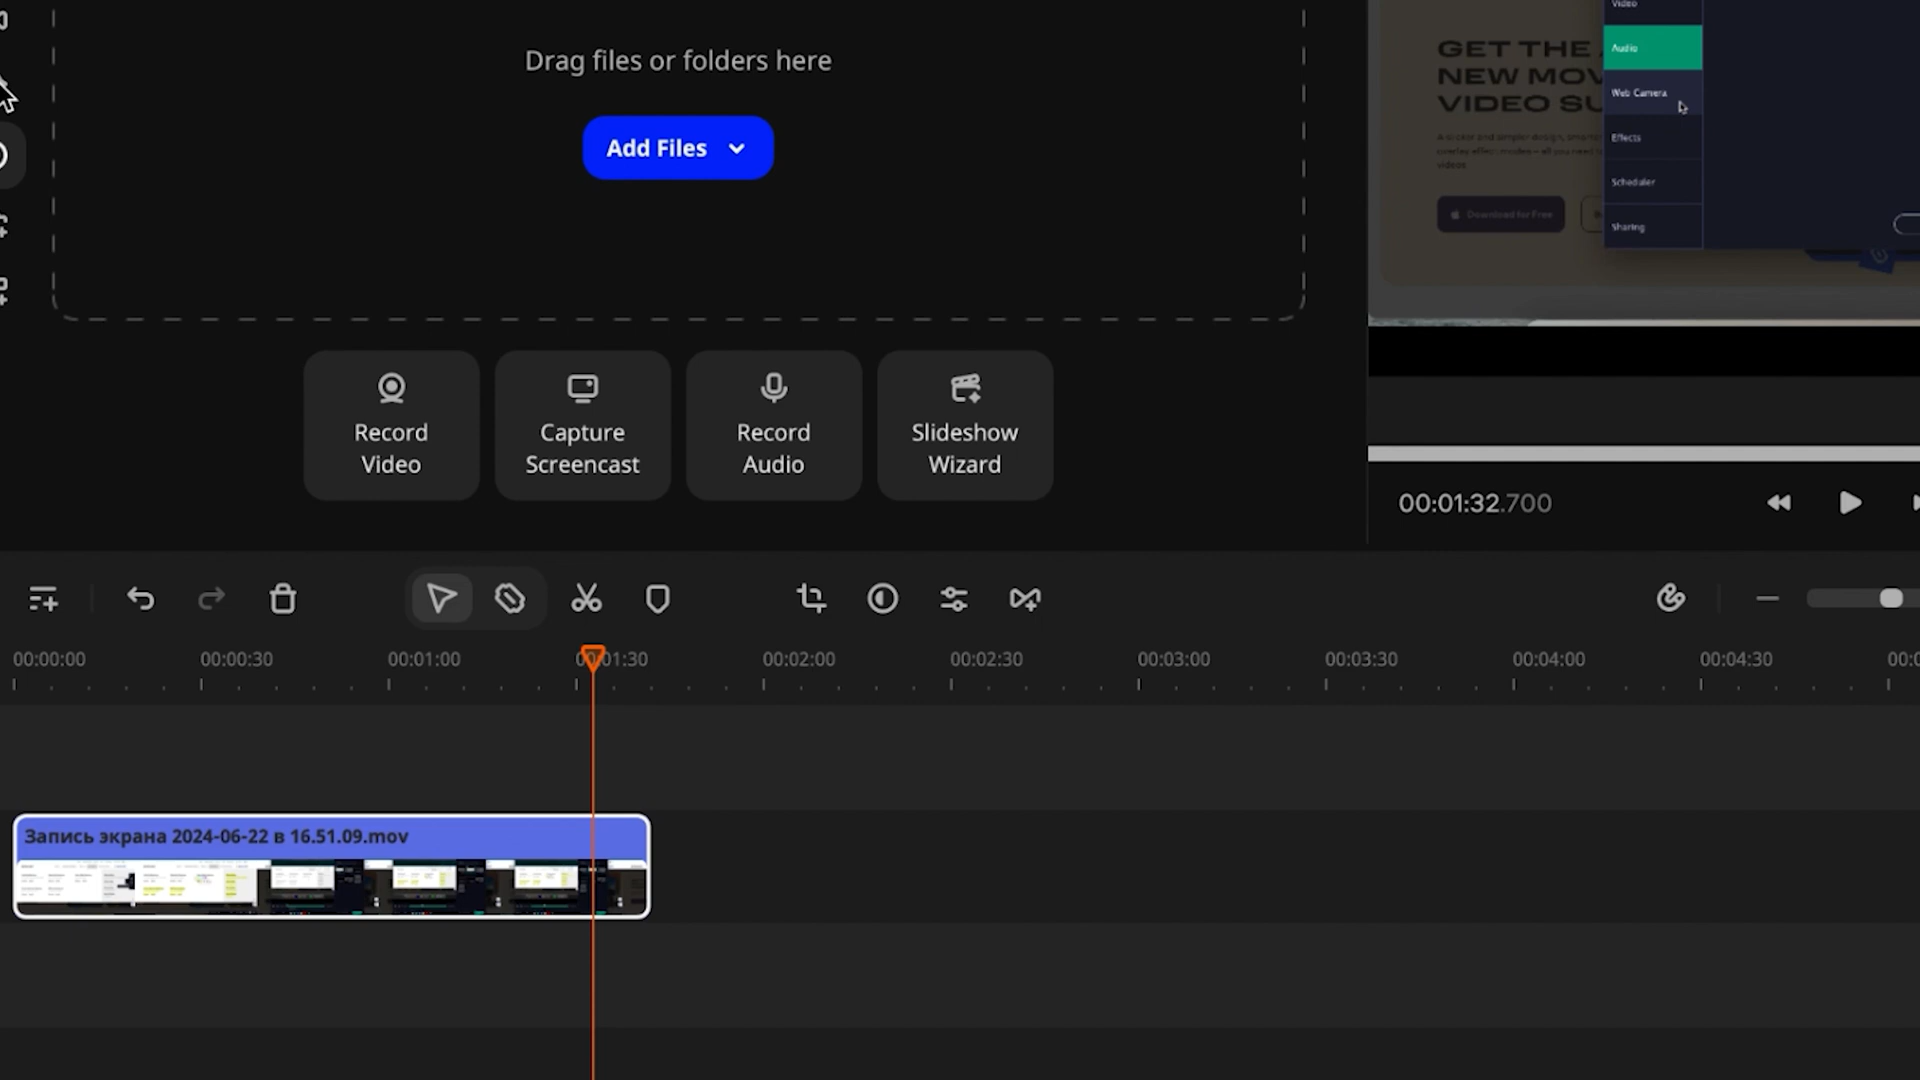 Drag files or folders here
Add Files
Record
Video
Capture
Screencast
Record
Audio
Slideshow
Wizard
Video
Audio
Web Camera
Effects
Scheduler
Sharing
GET THE
NEW MOV
VIDEO SU
videos
Download for Free
00:01:32.700
00:00:00
00:00:30
00:01:00
00:01:30
00:02:00
00:02:30
00:03:00
00:03:30
00:04:00
00:04:30
Запись экрана 2024-06-22 в 16.51.09.mov